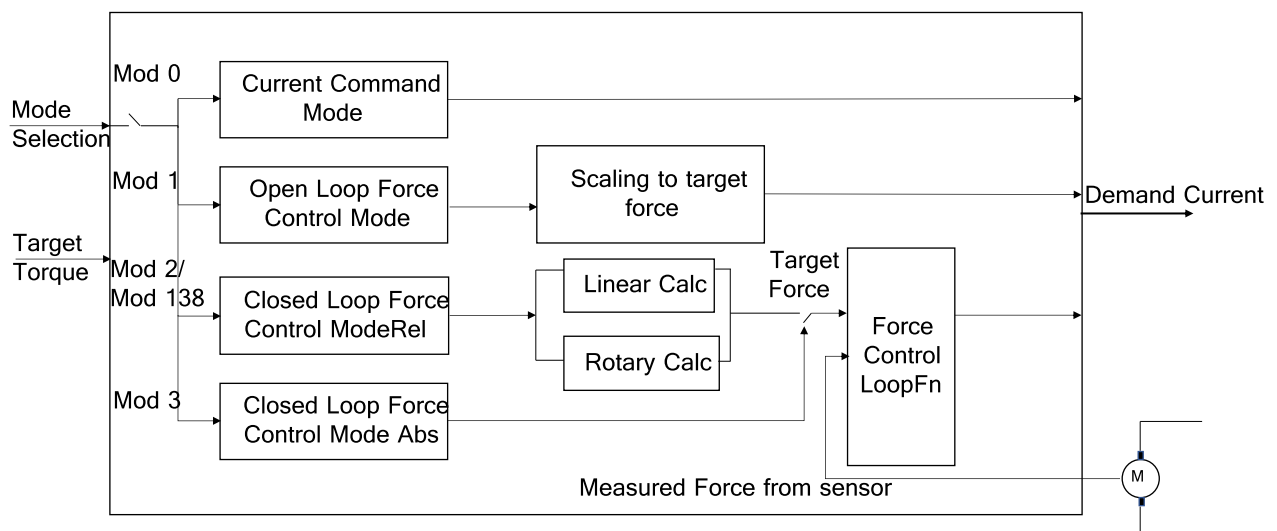 Mod 0
Current Command
Mode
Mode
Selection
Mod 1
Open Loop Force
Control Mode
Scaling to target
force
Demand Current
Target
Torque
Mod 2/
Mod 138
Closed Loop Force
Control ModeRel
Linear Calc
Rotary Calc
Target
Force
Force
Control
LoopFn
Mod 3
Closed Loop Force
Control Mode Abs
Measured Force from sensor
M